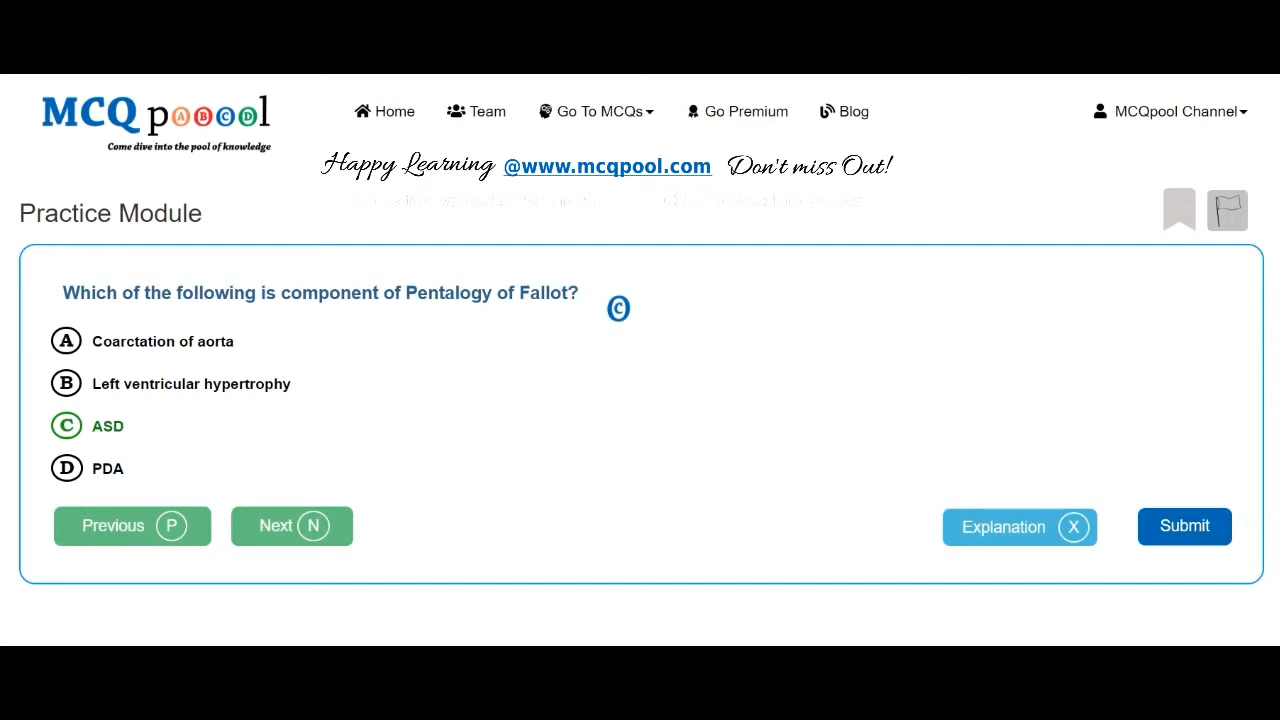 MCQ pABCDl
Come dive into the pool of knowledge
Home Team Go To MCQs Go Premium Blog MCQpool Channel
Happy Learning @www.mcqpool.com Don't miss Out!
Practice Module
Which of the following is component of Pentalogy of Fallot?
C
A Coarctation of aorta
B Left ventricular hypertrophy
C ASD
D PDA
Previous P Next N Explanation X Submit